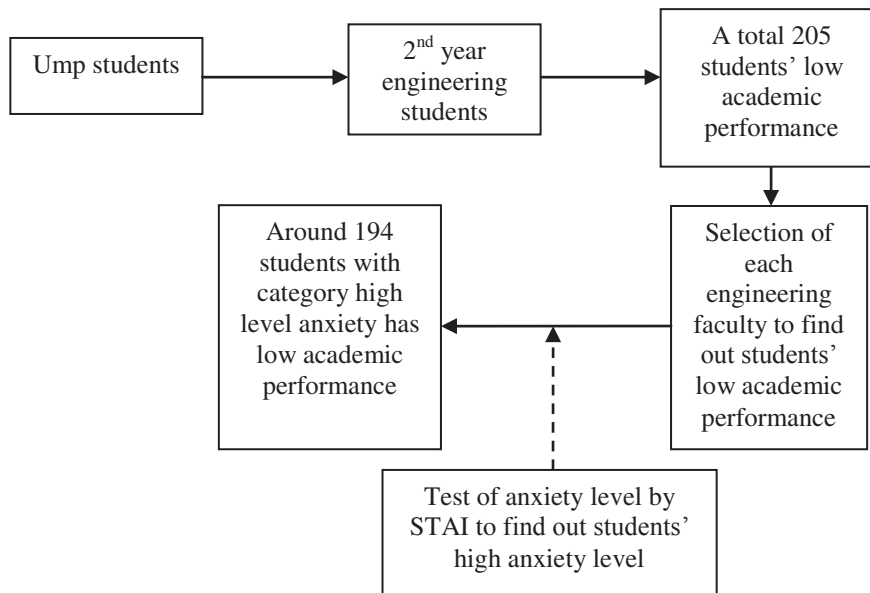 Ump students
2nd year
engineering
students
A total 205
students’ low
academic
performance
Around 194
students with
category high
level anxiety has
low academic
performance
Selection of
each
engineering
faculty to find
out students’
low academic
performance
Test of anxiety level by
STAI to find out students’
high anxiety level